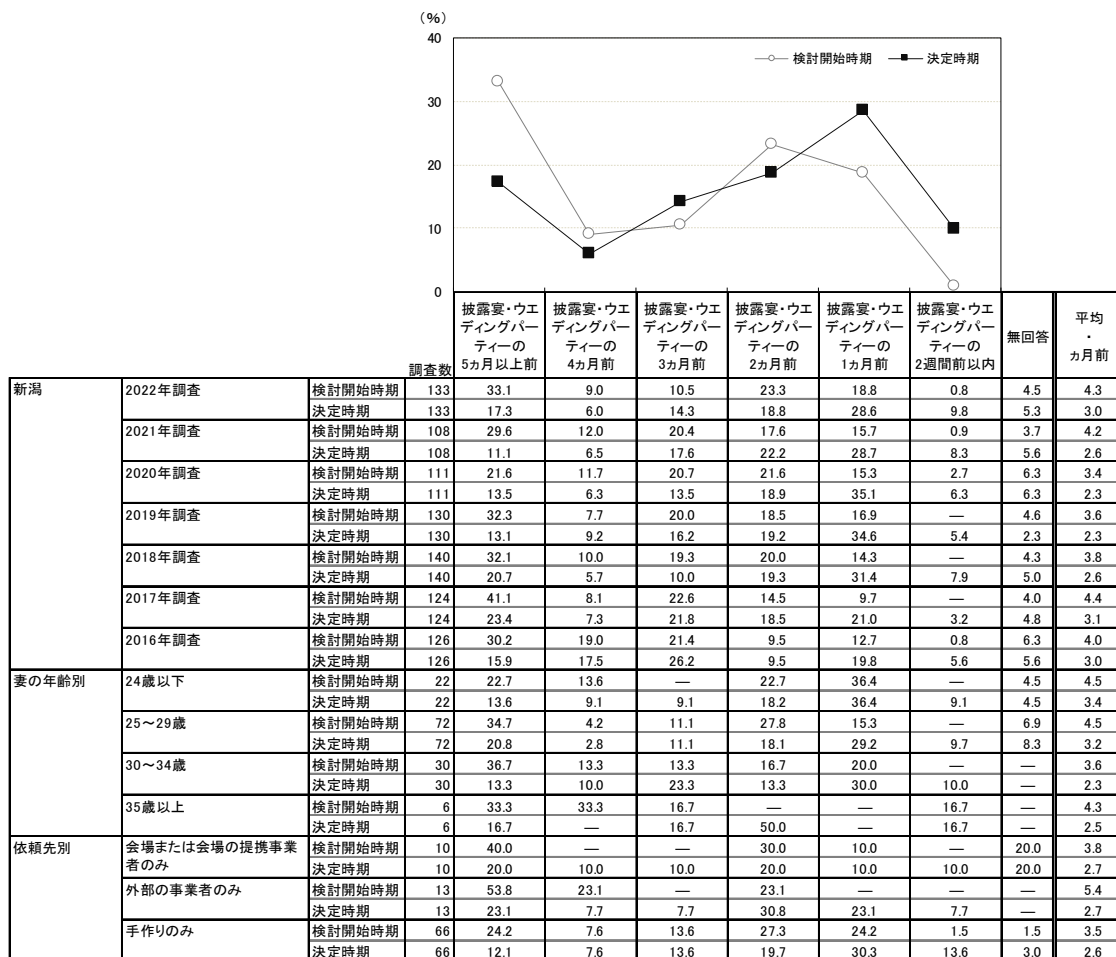 （%）
40
30
20
10
0
検討開始時期 決定時期
調査数 披露宴・ウエディングパーティーの5ヵ月以上前 披露宴・ウエディングパーティーの4ヵ月前 披露宴・ウエディングパーティーの3ヵ月前 披露宴・ウエディングパーティーの2ヵ月前 披露宴・ウエディングパーティーの1ヵ月前 披露宴・ウエディングパーティーの2週間前以内 無回答 平均・ヵ月前
新潟 2022年調査 検討開始時期 133 33.1 9.0 10.5 23.3 18.8 0.8 4.5 4.3
決定時期 133 17.3 6.0 14.3 18.8 28.6 9.8 5.3 3.0
2021年調査 検討開始時期 108 29.6 12.0 20.4 17.6 15.7 0.9 3.7 4.2
決定時期 108 11.1 6.5 17.6 22.2 28.7 8.3 5.6 2.6
2020年調査 検討開始時期 111 21.6 11.7 20.7 21.6 15.3 2.7 6.3 3.4
決定時期 111 13.5 6.3 13.5 18.9 35.1 6.3 6.3 2.3
2019年調査 検討開始時期 130 32.3 7.7 20.0 18.5 16.9 — 4.6 3.6
決定時期 130 13.1 9.2 16.2 19.2 34.6 5.4 2.3 2.3
2018年調査 検討開始時期 140 32.1 10.0 19.3 20.0 14.3 — 4.3 3.8
決定時期 140 20.7 5.7 10.0 19.3 31.4 7.9 5.0 2.6
2017年調査 検討開始時期 124 41.1 8.1 22.6 14.5 9.7 — 4.0 4.4
決定時期 124 23.4 7.3 21.8 18.5 21.0 3.2 4.8 3.1
2016年調査 検討開始時期 126 30.2 19.0 21.4 9.5 12.7 0.8 6.3 4.0
決定時期 126 15.9 17.5 26.2 9.5 19.8 5.6 5.6 3.0
妻の年齢別 24歳以下 検討開始時期 22 22.7 13.6 — 22.7 36.4 — 4.5 4.5
決定時期 22 13.6 9.1 9.1 18.2 36.4 9.1 4.5 3.4
25～29歳 検討開始時期 72 34.7 4.2 11.1 27.8 15.3 — 6.9 4.5
決定時期 72 20.8 2.8 11.1 18.1 29.2 9.7 8.3 3.2
30～34歳 検討開始時期 30 36.7 13.3 13.3 16.7 20.0 — — 3.6
決定時期 30 13.3 10.0 23.3 13.3 30.0 10.0 — 2.3
35歳以上 検討開始時期 6 33.3 33.3 16.7 — — 16.7 — 4.3
決定時期 6 16.7 — 16.7 50.0 — 16.7 — 2.5
依頼先別 会場または会場の提携事業者のみ 検討開始時期 10 40.0 — — 30.0 10.0 — 20.0 3.8
決定時期 10 20.0 10.0 10.0 20.0 10.0 10.0 20.0 2.7
外部の事業者のみ 検討開始時期 13 53.8 23.1 — 23.1 — — — 5.4
決定時期 13 23.1 7.7 7.7 30.8 23.1 7.7 — 2.7
手作りのみ 検討開始時期 66 24.2 7.6 13.6 27.3 24.2 1.5 1.5 3.5
決定時期 66 12.1 7.6 13.6 19.7 30.3 13.6 3.0 2.6